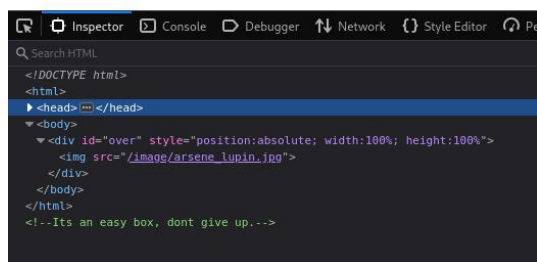 Inspector Console Debugger Network {} Style Editor
Search HTML
<!DOCTYPE html>
<html>
<head> ··· </head>
<body>
<div id="over" style="position:absolute; width:100%; height:100%">
<img src="/image/arsene_lupin.jpg">
</div>
</body>
</html>
<!--Its an easy box, dont give up.-->